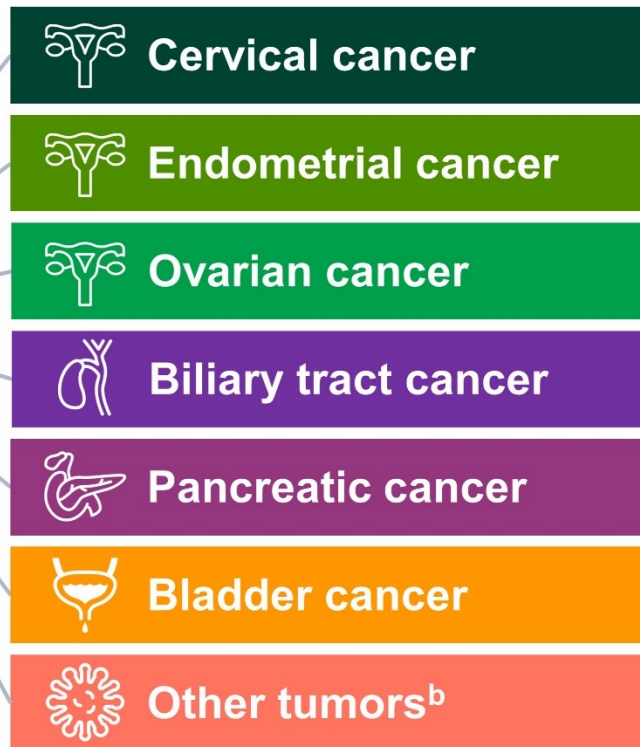 Cervical cancer
Endometrial cancer
Ovarian cancer
Biliary tract cancer
Pancreatic cancer
Bladder cancer
Other tumorsᵇ